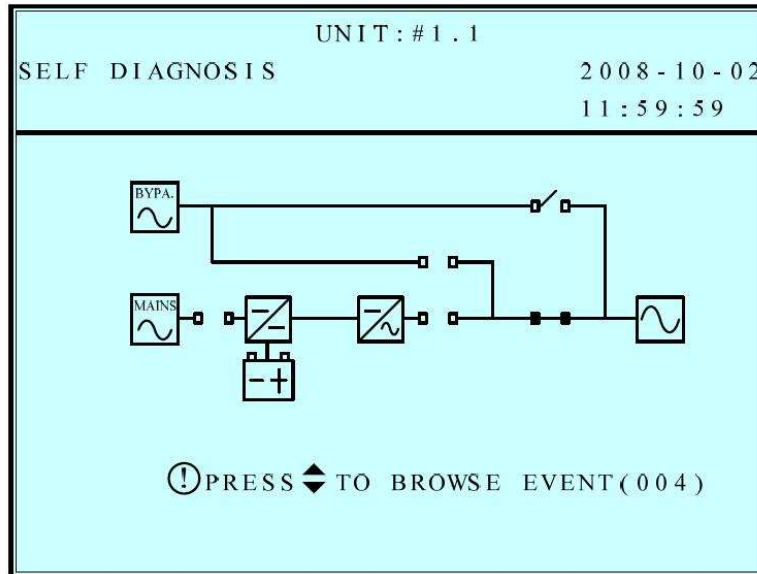 UNIT:#1.1
SELF DIAGNOSIS
2008-10-02
11:59:59
BYPA.
MAINS
PRESS TO BROWSE EVENT(004)